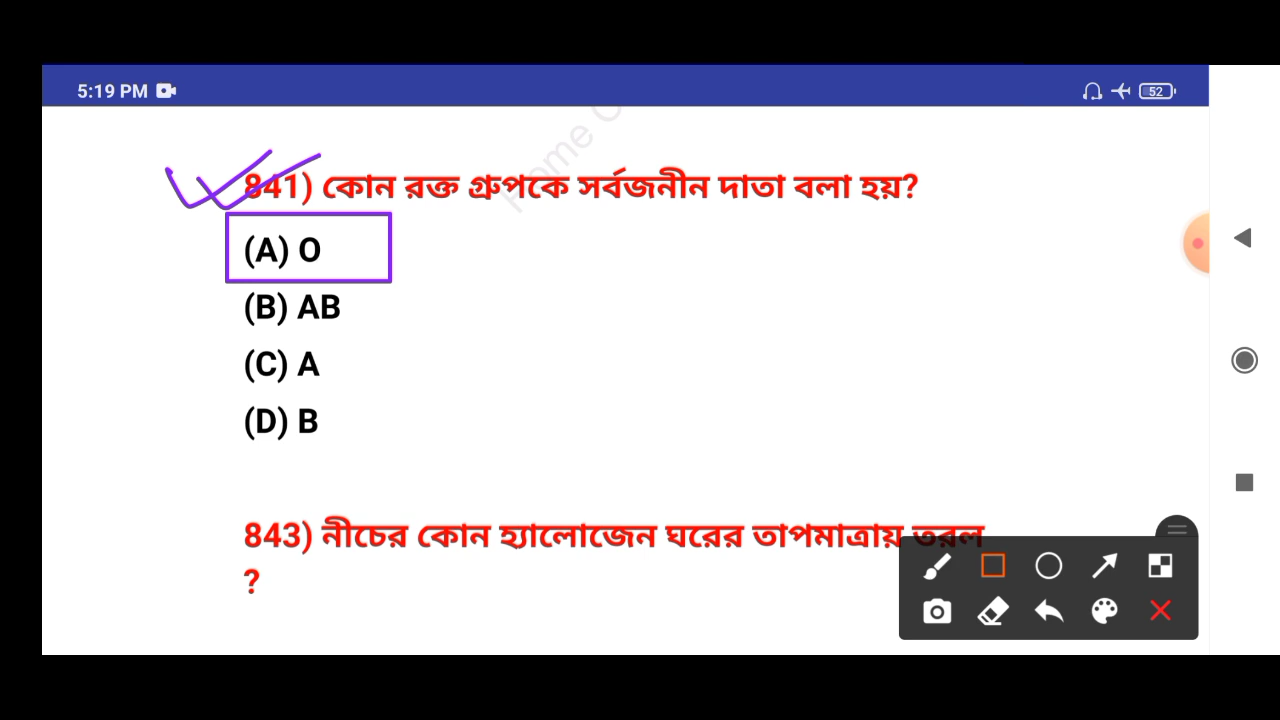 5:19 PM
52
841) কোন রক্ত গ্রুপকে সর্বজনীন দাতা বলা হয়?
(A) O
(B) AB
(C) A
(D) B
843) নীচের কোন হ্যালোজেন ঘরের তাপমাত্রায় তরল
?